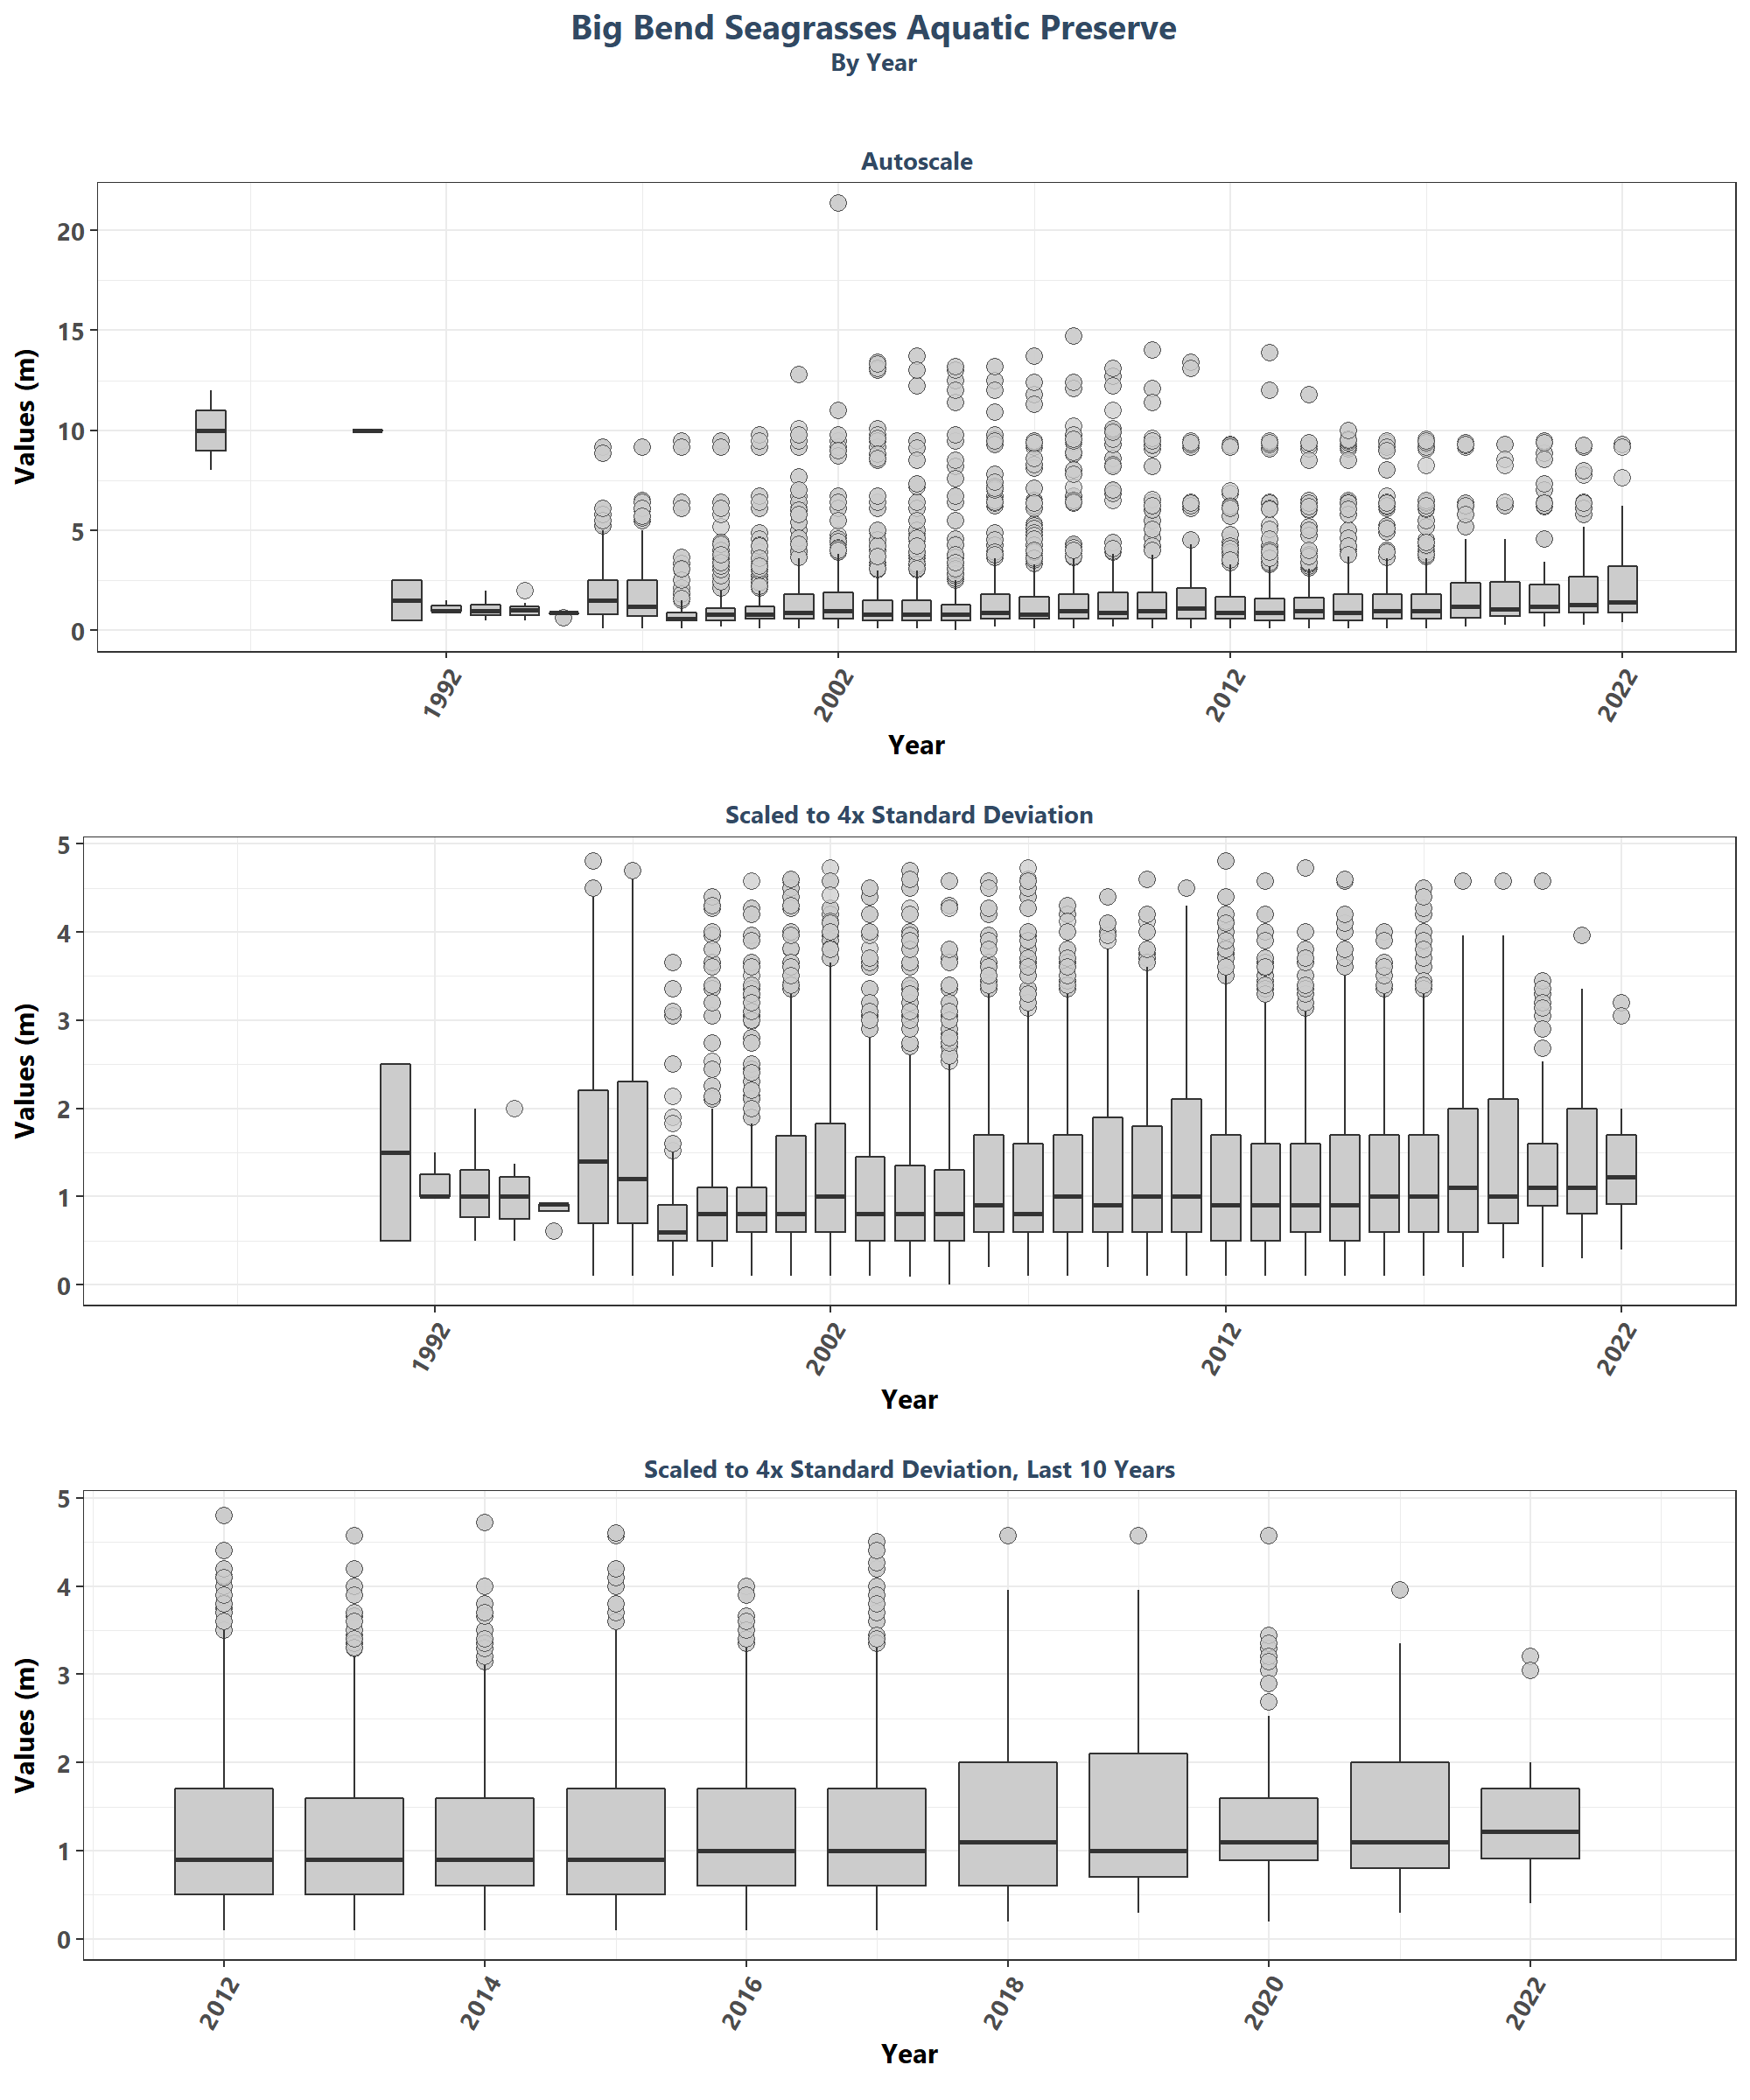 Big Bend Seagrasses Aquatic Preserve
By Year
Autoscale
Values (m)
20
15
10
5
0
1992
2002
2012
2022
Year
Scaled to 4x Standard Deviation
Values (m)
5
4
3
2
1
0
1992
2002
2012
2022
Year
Scaled to 4x Standard Deviation, Last 10 Years
Values (m)
5
4
3
2
1
0
2012
2014
2016
2018
2020
2022
Year